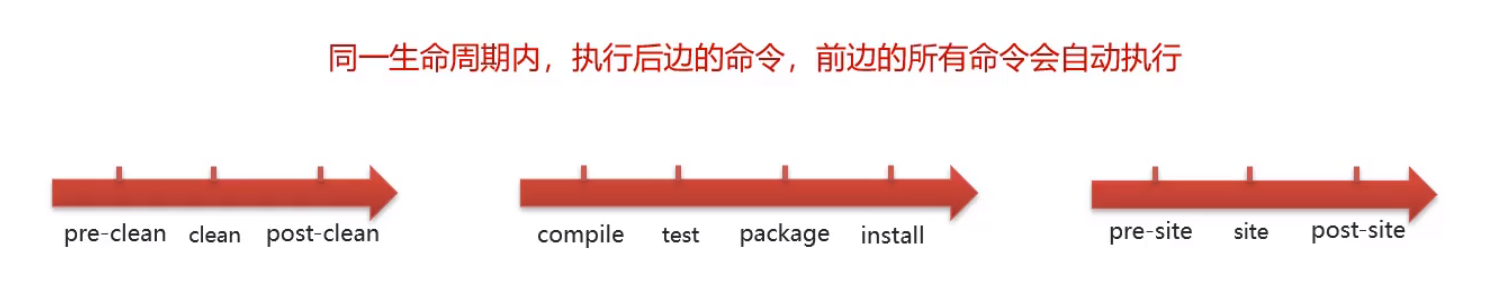 同一生命周期内，执行后边的命令，前边的所有命令会自动执行
pre-clean clean post-clean
compile test package install
pre-site site post-site